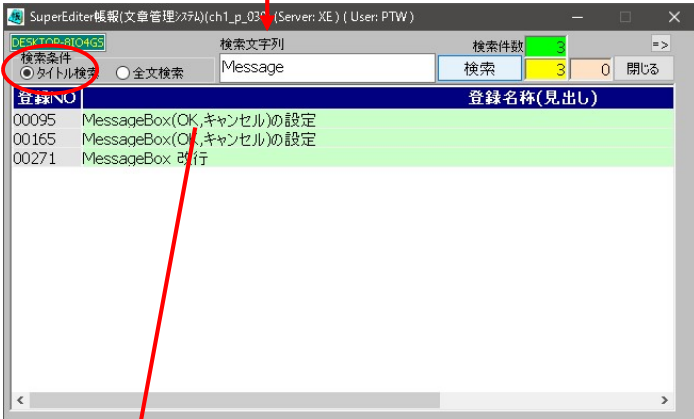 SuperEditer帳報(文章管理ｼｽﾃﾑ)(ch1_p_030 (Server: XE ) ( User: PTW )
DESKTOP-8IO4GS
検索文字列
検索件数 3
=>
検索条件
タイトル検索 全文検索
Message
検索 3 0 閉じる
登録NO 登録名称(見出し)
00095 MessageBox(OK,キャンセル)の設定
00165 MessageBox(OK,キャンセル)の設定
00271 MessageBox 改行